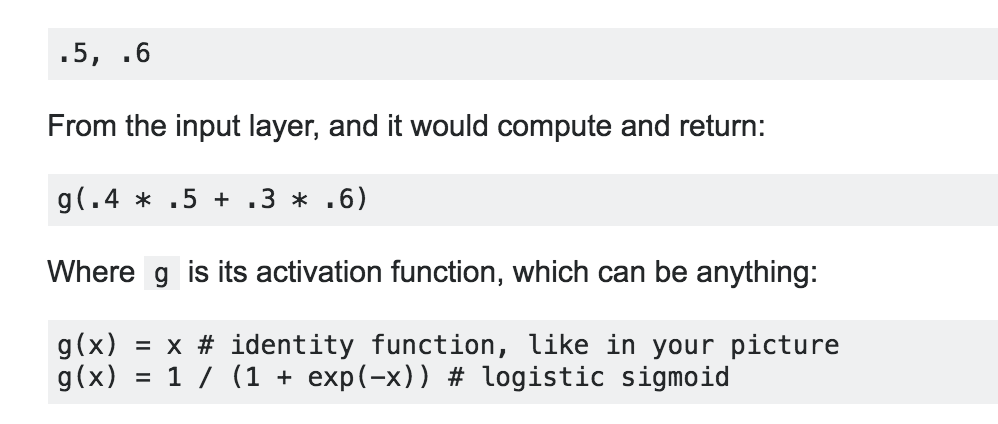 .5, .6
From the input layer, and it would compute and return:
g(.4 * .5 + .3 * .6)
Where g is its activation function, which can be anything:
g(x) = x # identity function, like in your picture
g(x) = 1 / (1 + exp(-x)) # logistic sigmoid